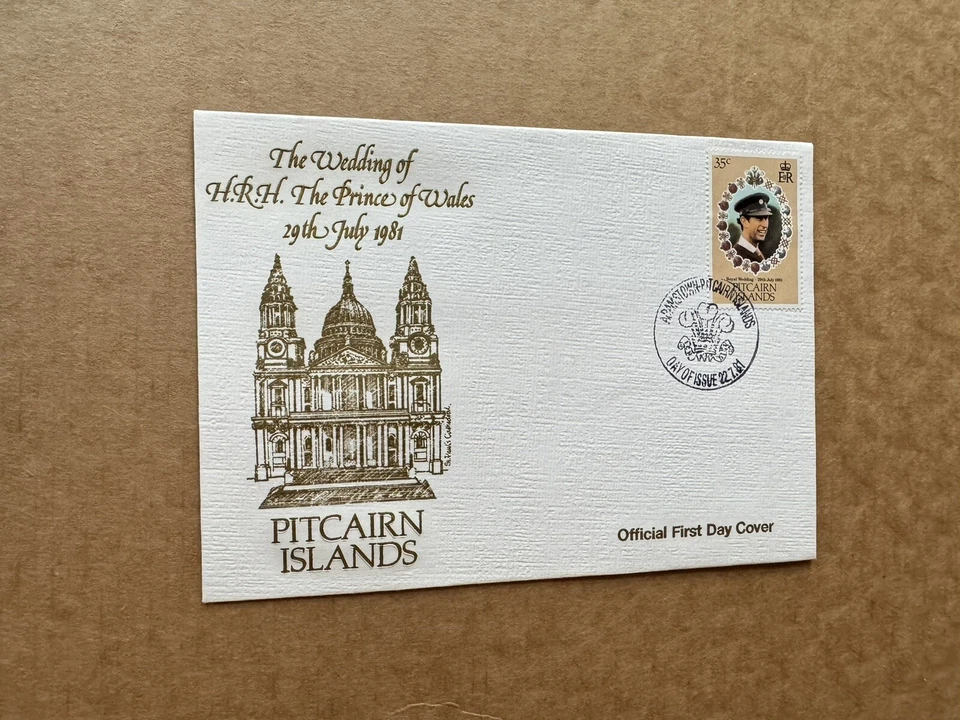 The Wedding of
H.R.H. The Prince of Wales
29th July 1981
35c
ER
Royal Wedding 29th July 1981
PITCAIRN
ISLANDS
ADAMSTOWN·PITCAIRN ISLANDS
DAY OF ISSUE 22.7.81
St. Paul's Cathedral
PITCAIRN
ISLANDS
Official First Day Cover